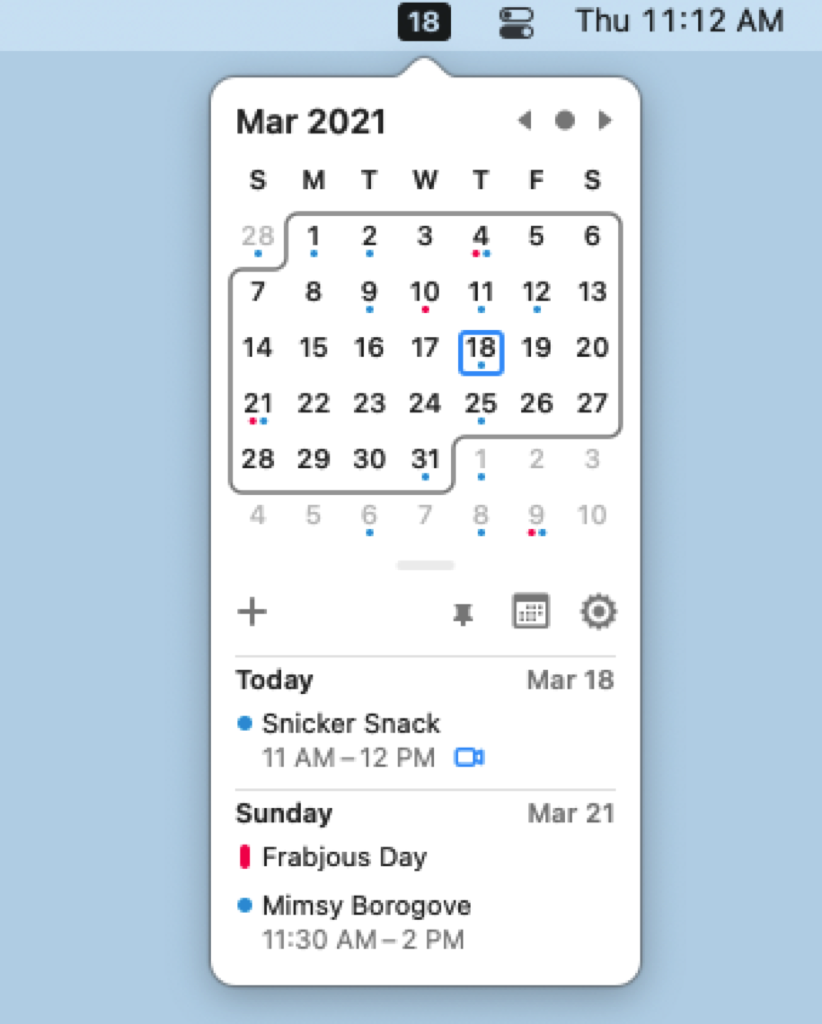 18 Thu 11:12 AM
Mar 2021
S M T W T F S
28 1 2 3 4 5 6
7 8 9 10 11 12 13
14 15 16 17 18 19 20
21 22 23 24 25 26 27
28 29 30 31 1 2 3
4 5 6 7 8 9 10
Today Mar 18
Snicker Snack
11 AM – 12 PM
Sunday Mar 21
Frabjous Day
Mimsy Borogove
11:30 AM – 2 PM